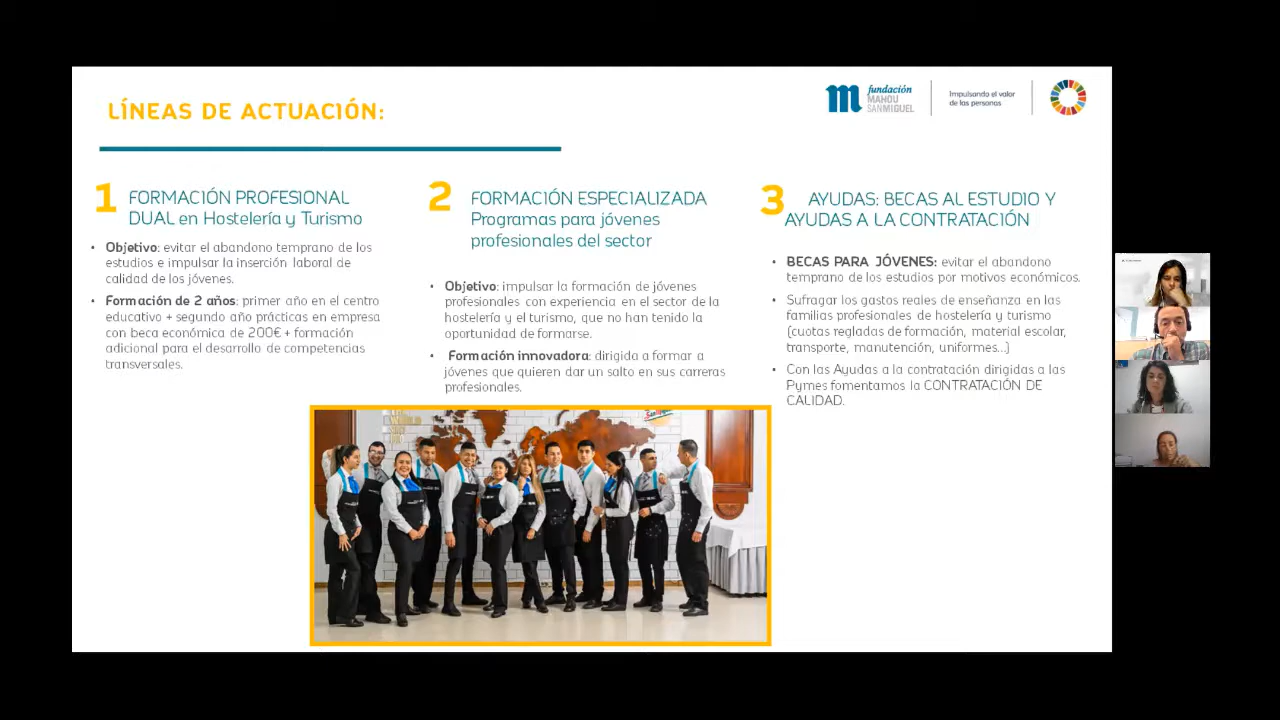 LÍNEAS DE ACTUACIÓN:
fundación
MAHOU
SANMIGUEL
Impulsando el valor
de las personas
1
FORMACIÓN PROFESIONAL
DUAL en Hostelería y Turismo
• Objetivo: evitar el abandono temprano de los
estudios e impulsar la inserción laboral de
calidad de los jóvenes.
• Formación de 2 años: primer año en el centro
educativo + segundo año prácticas en empresa
con beca económica de 200€ + formación
adicional para el desarrollo de competencias
transversales.
2
FORMACIÓN ESPECIALIZADA
Programas para jóvenes
profesionales del sector
• Objetivo: impulsar la formación de jóvenes
profesionales con experiencia en el sector de la
hostelería y el turismo, que no han tenido la
oportunidad de formarse.
• Formación innovadora: dirigida a formar a
jóvenes que quieren dar un salto en sus carreras
profesionales.
3
AYUDAS: BECAS AL ESTUDIO Y
AYUDAS A LA CONTRATACIÓN
• BECAS PARA JÓVENES: evitar el abandono
temprano de los estudios por motivos económicos.
• Sufragar los gastos reales de enseñanza en las
familias profesionales de hostelería y turismo
(cuotas regladas de formación, material escolar,
transporte, manutención, uniformes...)
• Con las Ayudas a la contratación dirigidas a las
Pymes fomentamos la CONTRATACIÓN DE
CALIDAD.